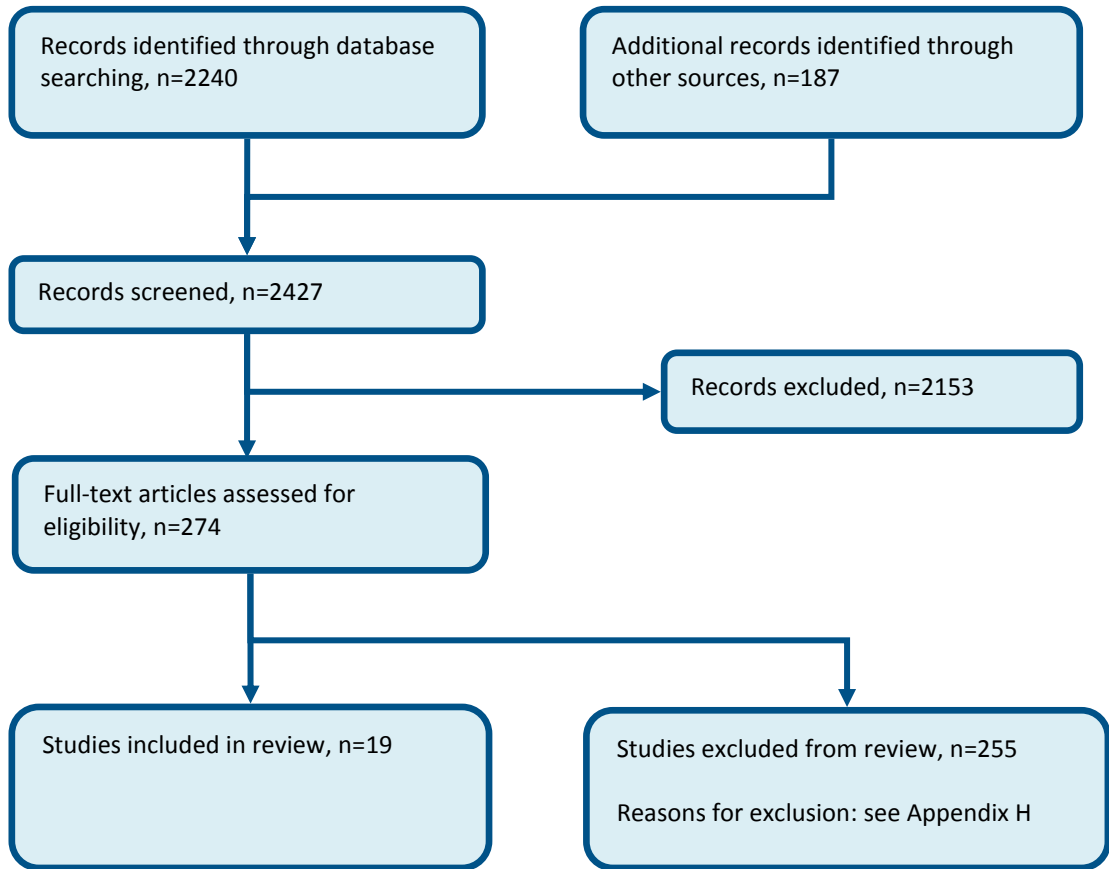 Records identified through database
searching, n=2240
Additional records identified through
other sources, n=187
Records screened, n=2427
Records excluded, n=2153
Full-text articles assessed for
eligibility, n=274
Studies included in review, n=19
Studies excluded from review, n=255
Reasons for exclusion: see Appendix H